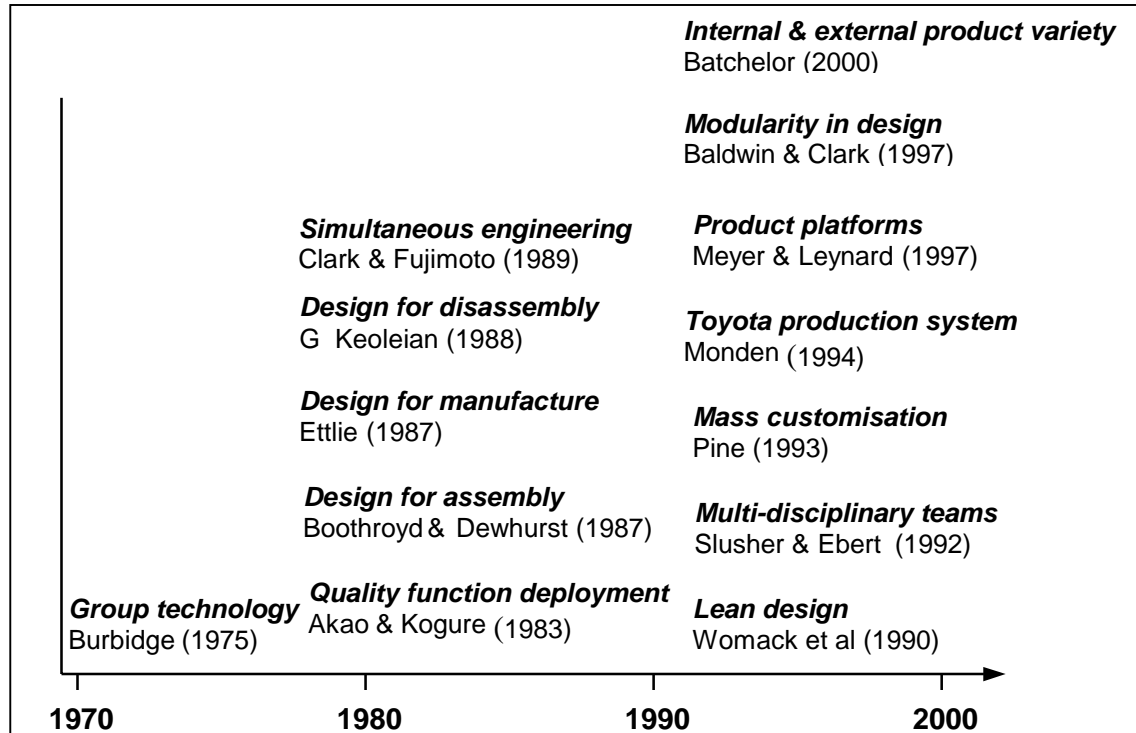 Internal & external product variety
Batchelor (2000)
Modularity in design
Baldwin & Clark (1997)
Simultaneous engineering
Clark & Fujimoto (1989)
Product platforms
Meyer & Leynard (1997)
Design for disassembly
G Keoleian (1988)
Toyota production system
Monden (1994)
Design for manufacture
Ettlie (1987)
Mass customisation
Pine (1993)
Design for assembly
Boothroyd & Dewhurst (1987)
Multi-disciplinary teams
Slusher & Ebert (1992)
Group technology
Burbidge (1975)
Quality function deployment
Akao & Kogure (1983)
Lean design
Womack et al (1990)
1970 1980 1990 2000